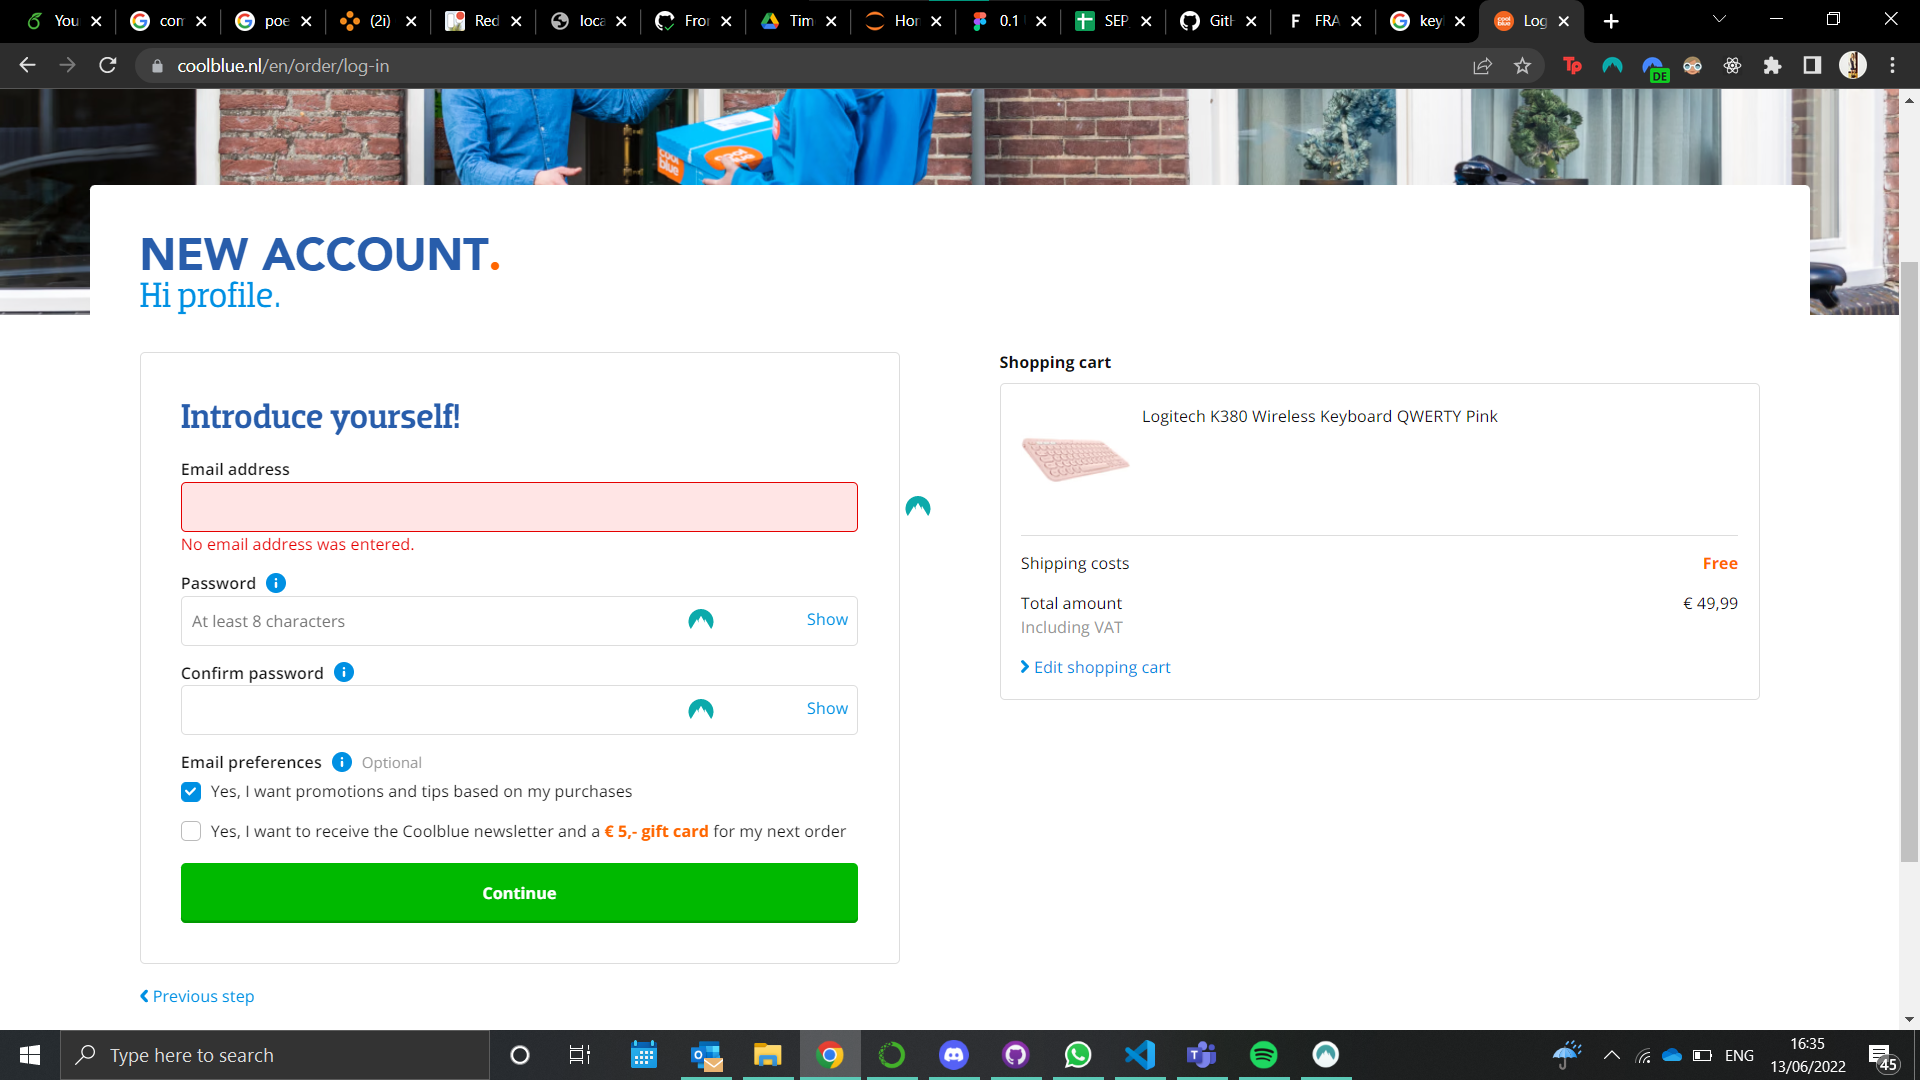 You
com
poe
(2i)
Red
loca
Fror
Tim
Hor
0.1
SEP
GitH
FRA
key
Log
coolblue.nl/en/order/log-in
DE
cool
blue
NEW ACCOUNT.
Hi profile.
Introduce yourself!
Email address
No email address was entered.
Password
At least 8 characters
Show
Confirm password
Show
Email preferences Optional
Yes, I want promotions and tips based on my purchases
Yes, I want to receive the Coolblue newsletter and a € 5,- gift card for my next order
Continue
Previous step
Shopping cart
Logitech K380 Wireless Keyboard QWERTY Pink
Shipping costs Free
Total amount € 49,99
Including VAT
Edit shopping cart
Type here to search
ENG
16:35
13/06/2022
45